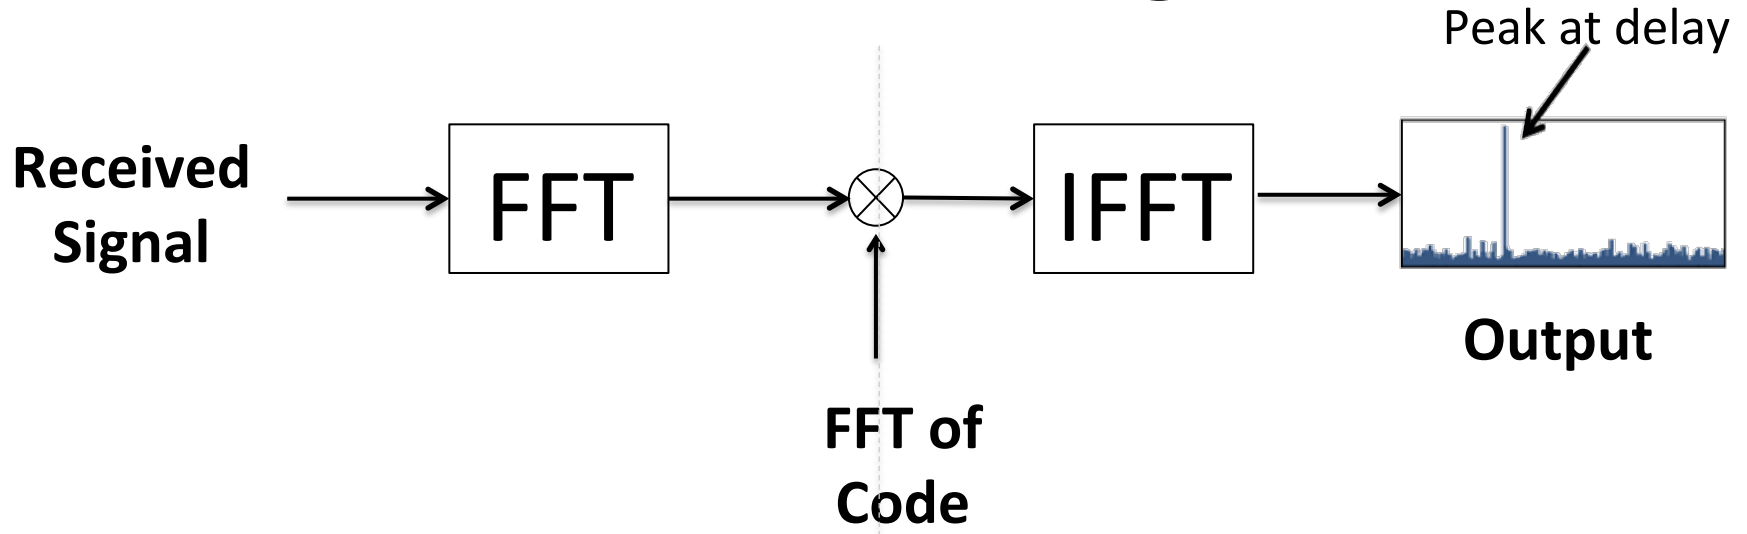 Peak at delay
Received
Signal
FFT
IFFT
Output
FFT of
Code